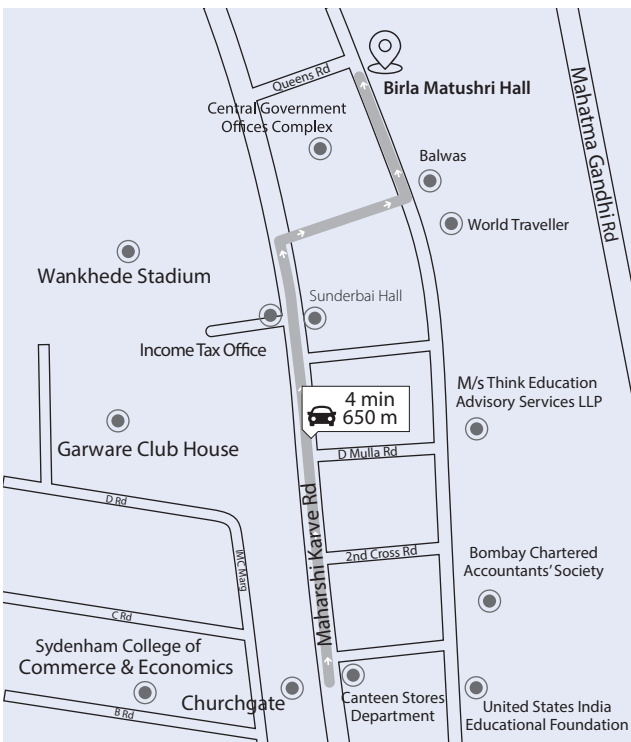 Queens Rd
Birla Matushri Hall
Central Government
Offices Complex
Mahatma Gandhi Rd
Balwas
World Traveller
Wankhede Stadium
Sunderbai Hall
Income Tax Office
M/s Think Education
Advisory Services LLP
4 min
650 m
Garware Club House
D Mulla Rd
D Rd
Maharshi Karve Rd
IMC Marg
2nd Cross Rd
Bombay Chartered
Accountants' Society
C Rd
Sydenham College of
Commerce & Economics
Churchgate
Canteen Stores
Department
B Rd
United States India
Educational Foundation